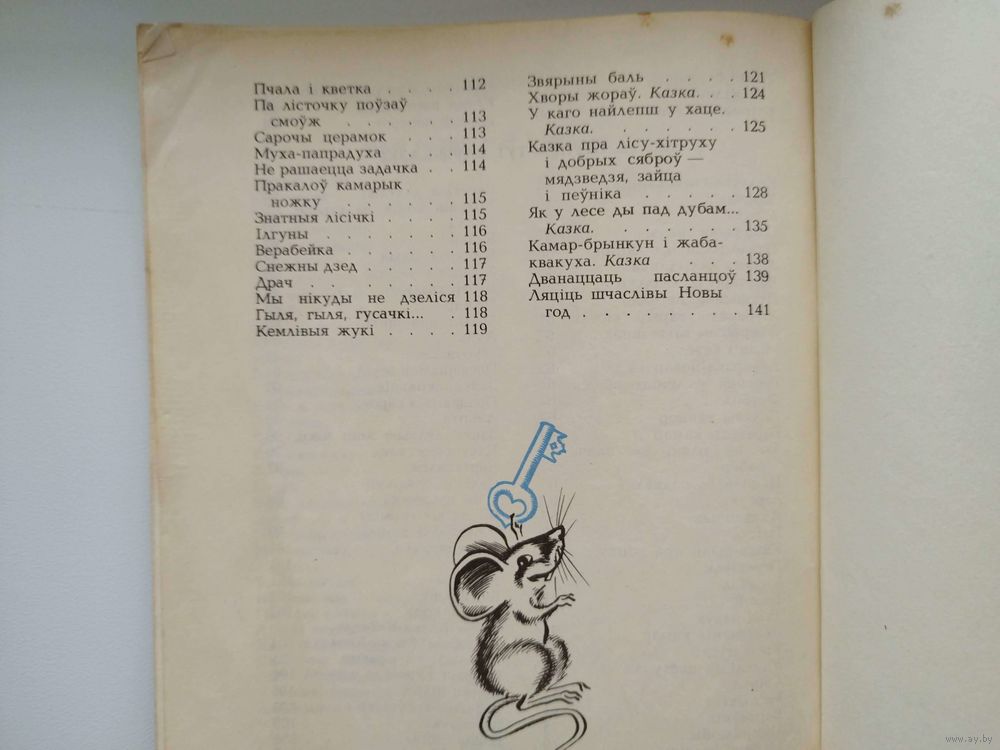 Пчала і кветка . . . . 112
Па лісточку поўзаў
смоўж . . . . . . 113
Сарочы церамок . . . . 113
Муха-папрадуха . . . 114
Не рашаецца задачка . . 114
Пракалоў камарык
ножку . . . . . . 115
Знатныя лісічкі . . . . 115
Ілгуны . . . . . . . 116
Верабейка . . . . . . 116
Снежны дзед . . . . . 117
Драч . . . . . . . 117
Мы нікуды не дзеліся 118
Гыля, гыля, гусачкі... . 118
Кемлівыя жукі . . . . 119
Звярыны баль . . . . 121
Хворы жораў. Казка. . . 124
У каго найлепш у хаце.
Казка. . . . . . . 125
Казка пра лісу-хітруху
і добрых сяброў —
мядзведзя, зайца
і пеўніка . . . . . 128
Як у лесе ды пад дубам...
Казка. . . . . . . 135
Камар-брынкун і жаба-
квакуха. Казка . . . 138
Дванаццаць пасланцоў 139
Ляціць шчаслівы Новы
год . . . . . . . . 141
www.ay.by